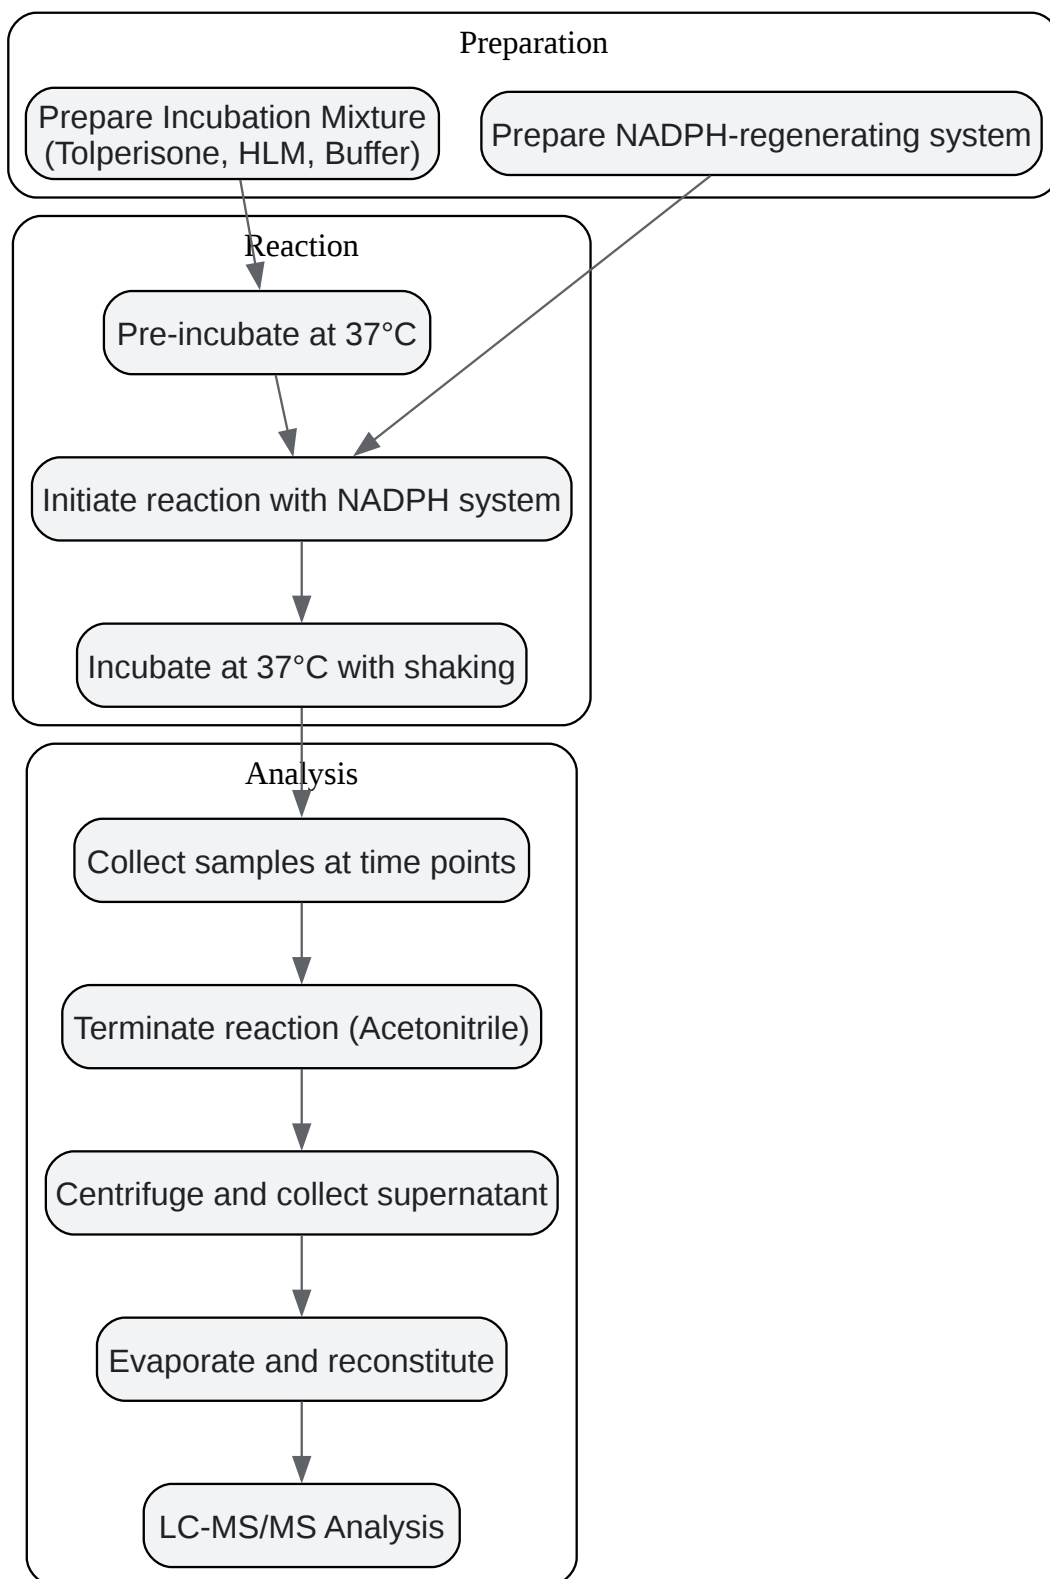 Preparation
Prepare Incubation Mixture
(Tolperisone, HLM, Buffer)
Prepare NADPH-regenerating system
Reaction
Pre-incubate at 37°C
Initiate reaction with NADPH system
Incubate at 37°C with shaking
Analysis
Collect samples at time points
Terminate reaction (Acetonitrile)
Centrifuge and collect supernatant
Evaporate and reconstitute
LC-MS/MS Analysis